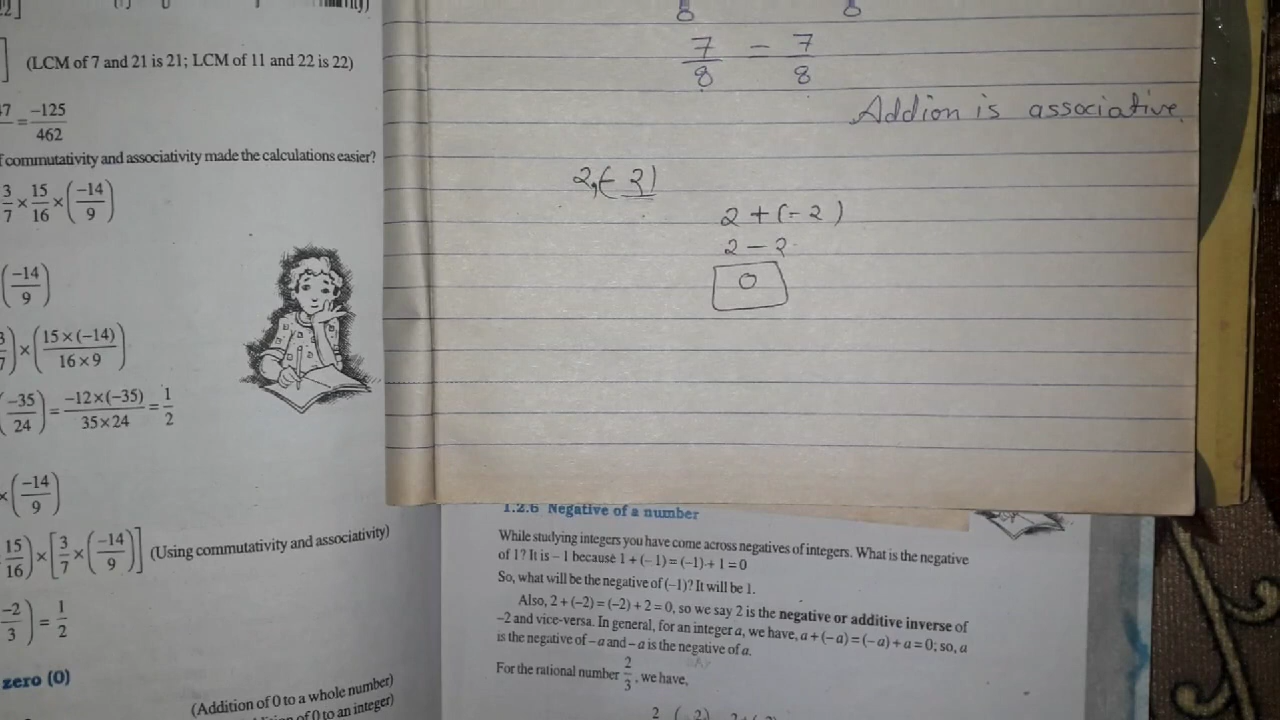 (LCM of 7 and 21 is 21; LCM of 11 and 22 is 22)
= -125/462
commutativity and associativity made the calculations easier?
3/7 × 15/16 × (-14/9)
(-14/9)
) × (15×(-14)/16×9)
(-35/24) = -12×(-35)/35×24 = 1/2
× (-14/9)
15/16) × [3/7 × (-14/9)] (Using commutativity and associativity)
-2/3) = 1/2
zero (0)
(Addition of 0 to a whole number)
of 0 to an integer)
7/8 = 7/8
Addion is associative.
2,(-2)
2 + (-2)
2 - 2
0
1.2.6 Negative of a number
While studying integers you have come across negatives of integers. What is the negative
of 1? It is – 1 because 1 + (– 1) = (–1) + 1 = 0
So, what will be the negative of (–1)? It will be 1.
Also, 2 + (–2) = (–2) + 2 = 0, so we say 2 is the negative or additive inverse of
–2 and vice-versa. In general, for an integer a, we have, a + (–a) = (–a) + a = 0; so, a
is the negative of – a and – a is the negative of a.
For the rational number 2/3, we have,